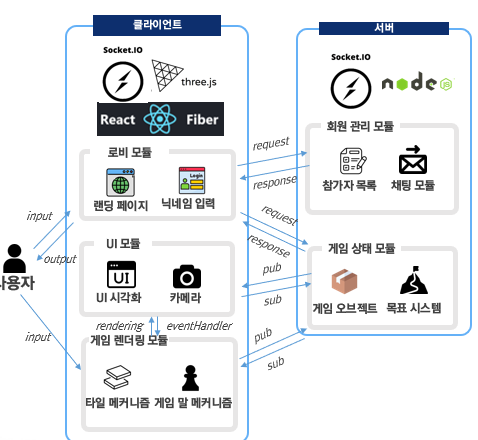 클라이언트
서버
Socket.IO
three.js
React Fiber
Socket.IO
node
JS
로비 모듈
랜딩 페이지
Login
닉네임 입력
request
response
회원 관리 모듈
참가자 목록
채팅 모듈
input
output
사용자
input
UI 모듈
UI
UI 시각화
카메라
request
response
pub
sub
게임 상태 모듈
게임 오브젝트
목표 시스템
rendering
eventHandler
게임 렌더링 모듈
타일 메커니즘
게임 말 메커니즘
pub
sub